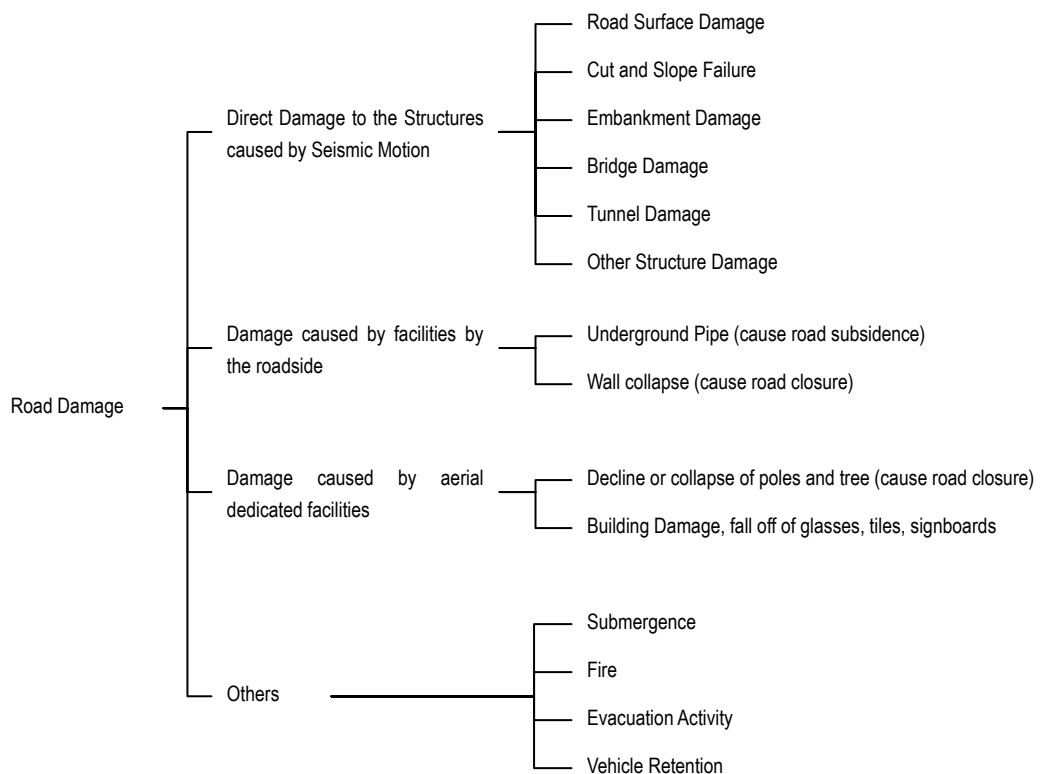 Road Damage
Direct Damage to the Structures
caused by Seismic Motion
Road Surface Damage
Cut and Slope Failure
Embankment Damage
Bridge Damage
Tunnel Damage
Other Structure Damage
Damage caused by facilities by
the roadside
Underground Pipe (cause road subsidence)
Wall collapse (cause road closure)
Damage caused by aerial
dedicated facilities
Decline or collapse of poles and tree (cause road closure)
Building Damage, fall off of glasses, tiles, signboards
Others
Submergence
Fire
Evacuation Activity
Vehicle Retention